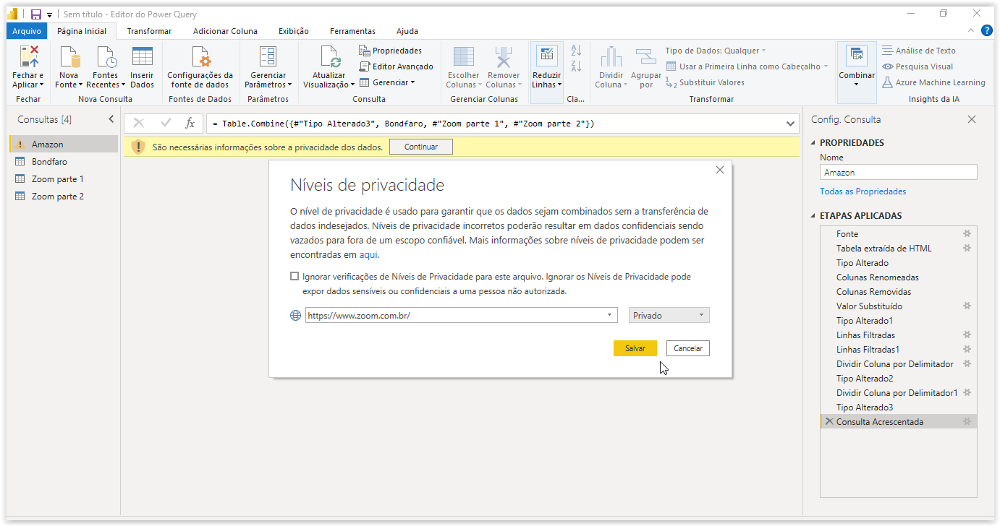 Sem título - Editor do Power Query
Arquivo Página Inicial Transformar Adicionar Coluna Exibição Ferramentas Ajuda
?
Fechar e
Aplicar
Fechar
Nova
Fonte
Fontes
Recentes
Inserir
Dados
Nova Consulta
Configurações da
fonte de dados
Fontes de Dados
Gerenciar
Parâmetros
Parâmetros
Atualizar
Visualização
Propriedades
Editor Avançado
Gerenciar
Consulta
Escolher
Colunas
Remover
Colunas
Gerenciar Colunas
Reduzir
Linhas
A
Z
Z
A
Cla...
Dividir
Coluna
Agrupar
por
Tipo de Dados: Qualquer
Usar a Primeira Linha como Cabeçalho
1
2
Substituir Valores
Transformar
Combinar
Análise de Texto
Pesquisa Visual
Azure Machine Learning
Insights da IA
Consultas [4]
Amazon
Bondfaro
Zoom parte 1
Zoom parte 2
fx
= Table.Combine({#"Tipo Alterado3", Bondfaro, #"Zoom parte 1", #"Zoom parte 2"})
São necessárias informações sobre a privacidade dos dados. Continuar
Níveis de privacidade
O nível de privacidade é usado para garantir que os dados sejam combinados sem a transferência de
dados indesejados. Níveis de privacidade incorretos poderão resultar em dados confidenciais sendo
vazados para fora de um escopo confiável. Mais informações sobre níveis de privacidade podem ser
encontradas em aqui.
Ignorar verificações de Níveis de Privacidade para este arquivo. Ignorar os Níveis de Privacidade pode
expor dados sensíveis ou confidenciais a uma pessoa não autorizada.
https://www.zoom.com.br/ Privado
Salvar Cancelar
Config. Consulta
PROPRIEDADES
Nome
Amazon
Todas as Propriedades
ETAPAS APLICADAS
Fonte
Tabela extraída de HTML
Tipo Alterado
Colunas Renomeadas
Colunas Removidas
Valor Substituído
Tipo Alterado1
Linhas Filtradas
Linhas Filtradas1
Dividir Coluna por Delimitador
Tipo Alterado2
Dividir Coluna por Delimitador1
Tipo Alterado3
Consulta Acrescentada